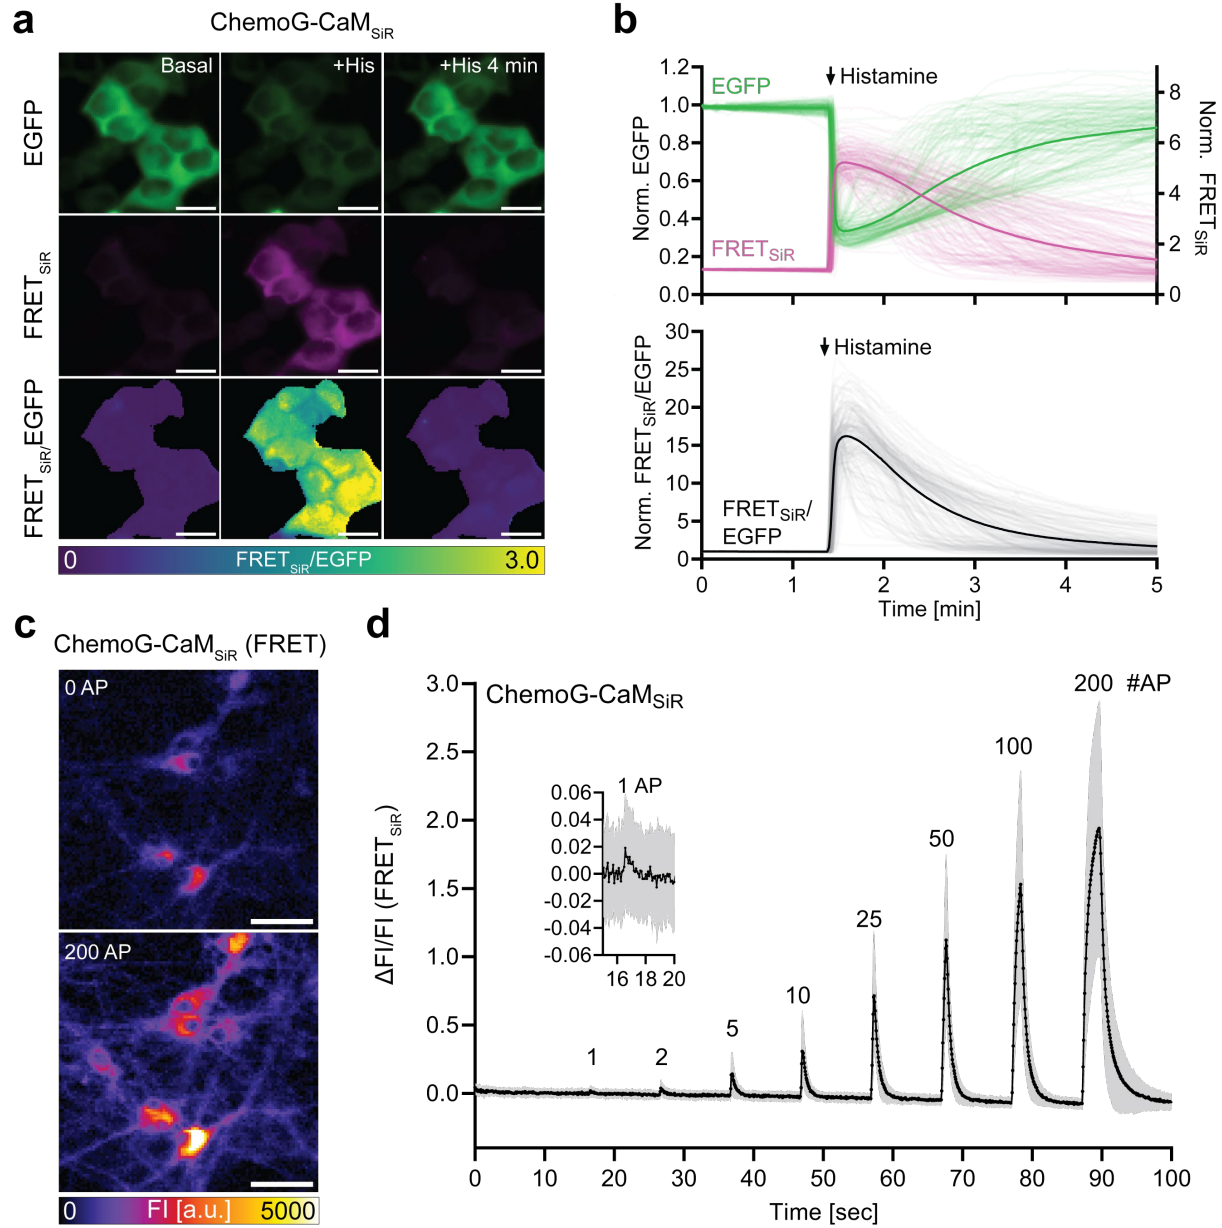 a
ChemoG-CaMSiR
Basal
+His
+His 4 min
EGFP
FRETSiR
FRETSiR/EGFP
0
FRETSiR/EGFP
3.0
b
Histamine
EGFP
FRETSiR
Norm. EGFP
1.2
1.0
0.8
0.6
0.4
0.2
0.0
8
6
4
2
0
Norm. FRETSiR
Histamine
FRETSiR/
EGFP
Norm. FRETSiR/EGFP
30
25
20
15
10
5
0
0 1 2 3 4 5
Time [min]
c
ChemoG-CaMSiR (FRET)
0 AP
200 AP
0
FI [a.u.]
5000
d
ChemoG-CaMSiR
ΔFI/FI (FRETSiR)
3.0
2.5
2.0
1.5
1.0
0.5
0.0
1 AP
0.06
0.04
0.02
0.00
-0.02
-0.04
-0.06
16 18 20
1
2
5
10
25
50
100
200 #AP
0 10 20 30 40 50 60 70 80 90 100
Time [sec]